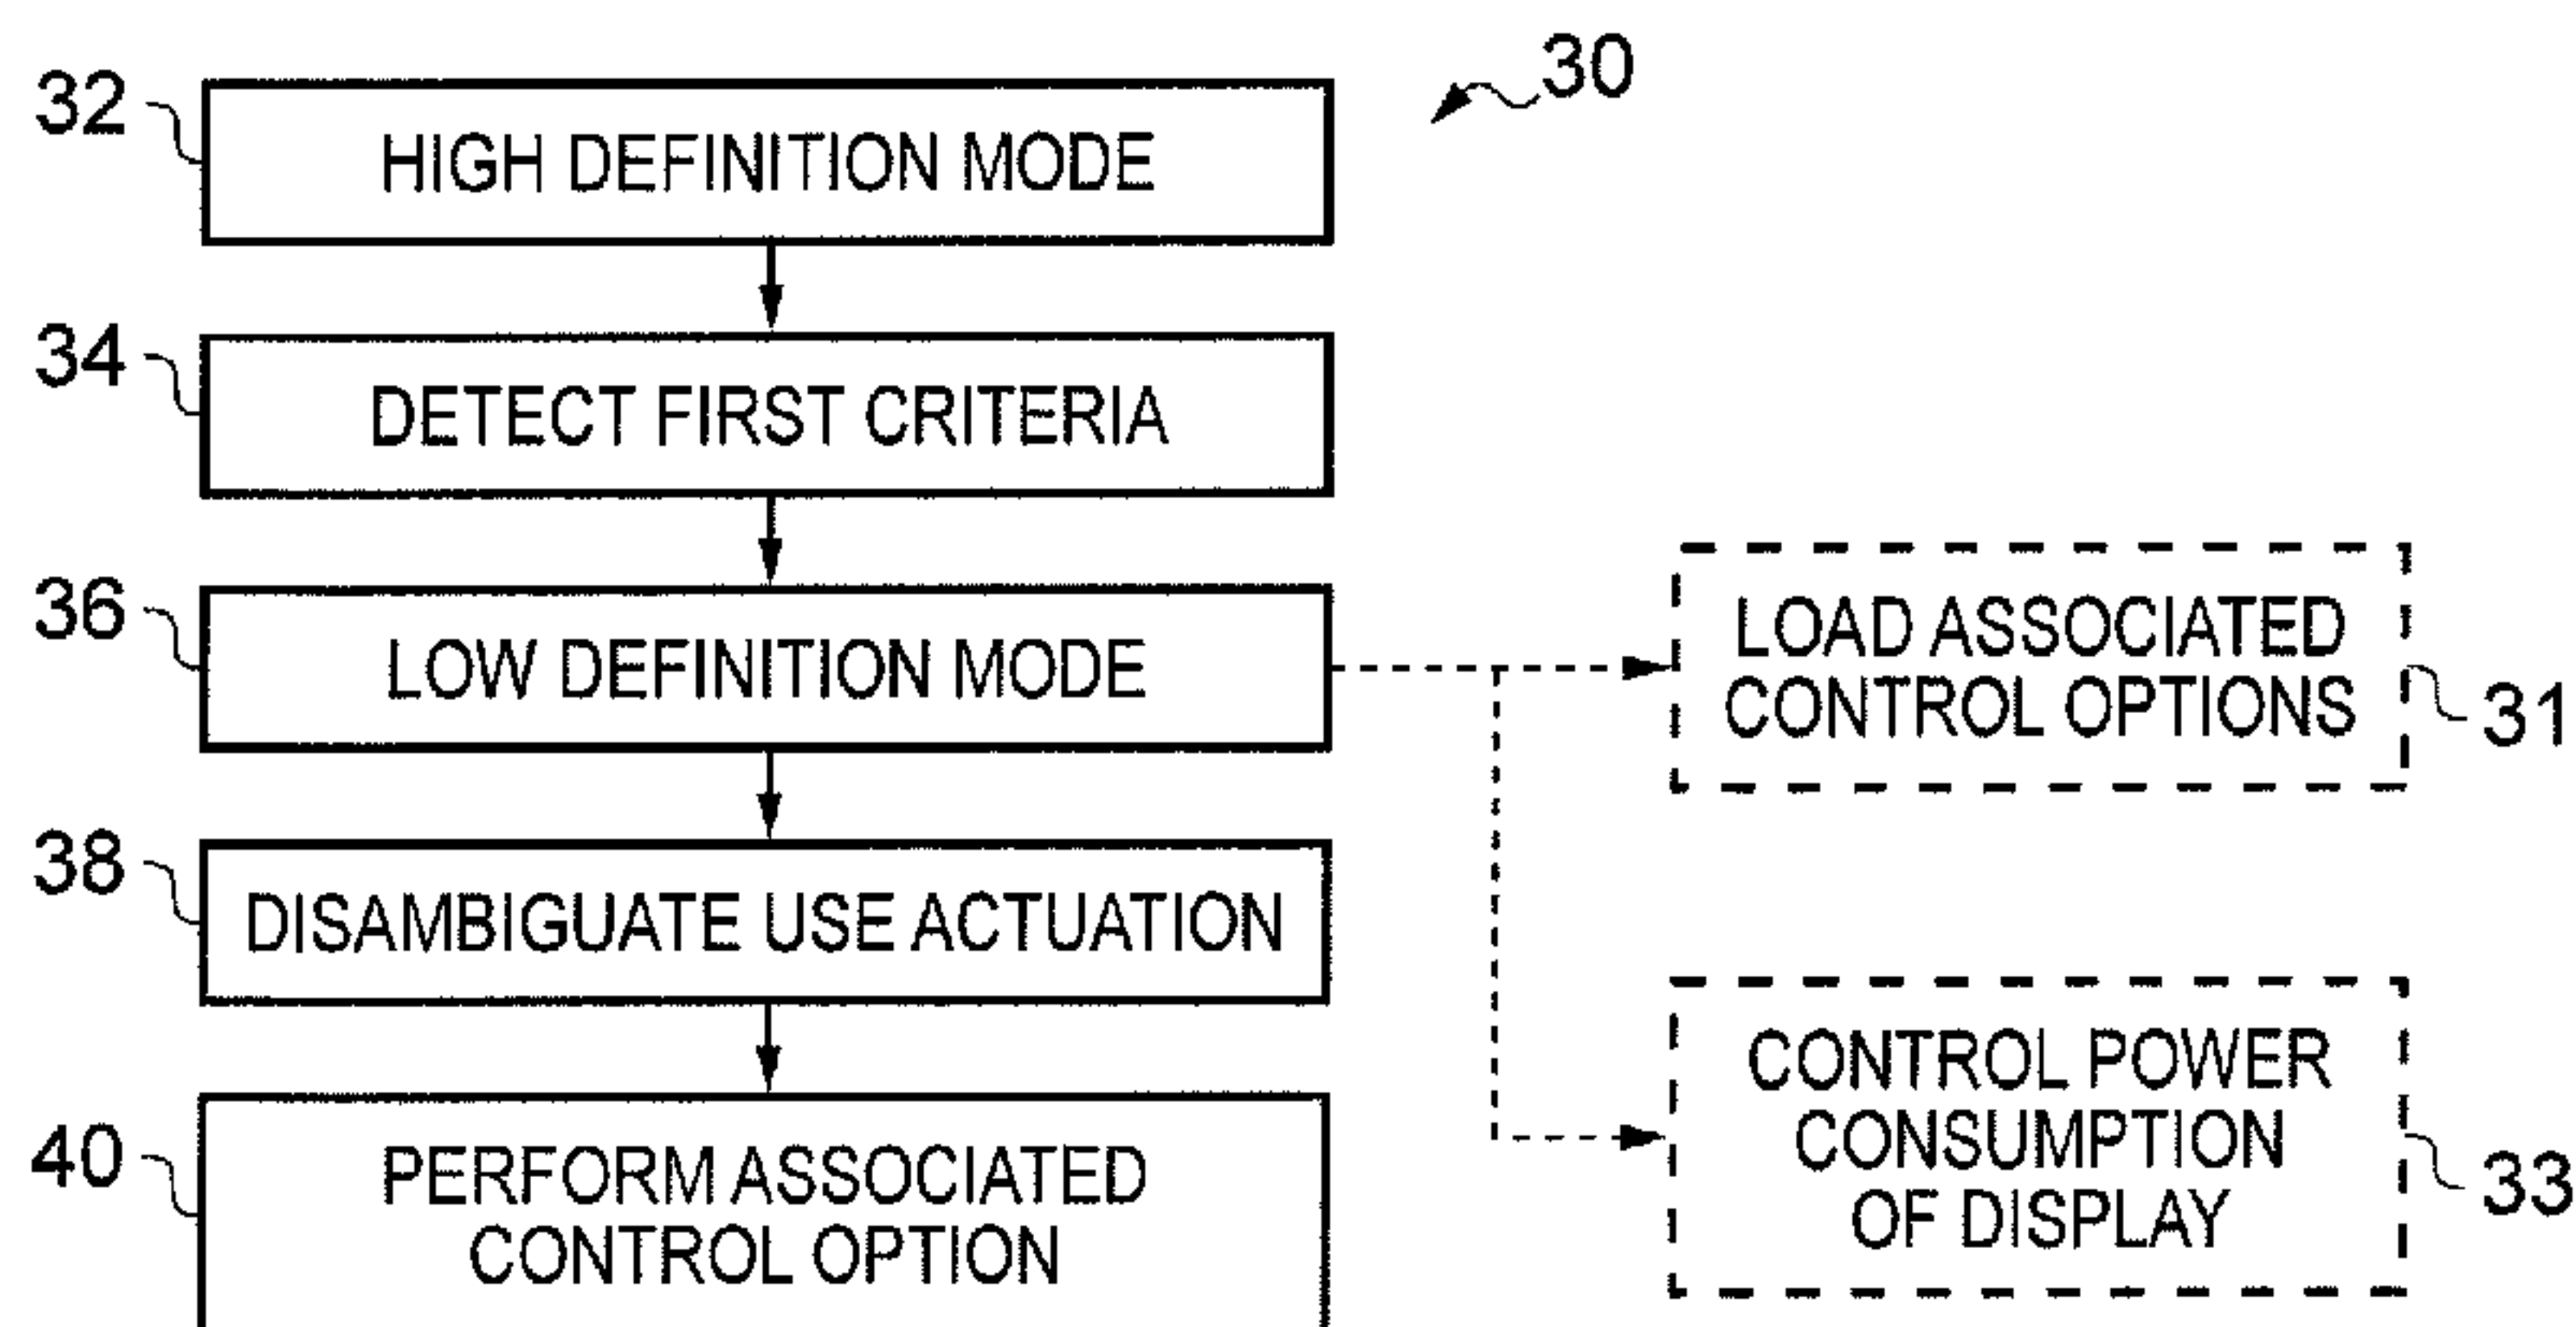 30
32
HIGH DEFINITION MODE
34
DETECT FIRST CRITERIA
36
LOW DEFINITION MODE
LOAD ASSOCIATED
CONTROL OPTIONS
31
38
DISAMBIGUATE USE ACTUATION
40
PERFORM ASSOCIATED
CONTROL OPTION
CONTROL POWER
CONSUMPTION
OF DISPLAY
33